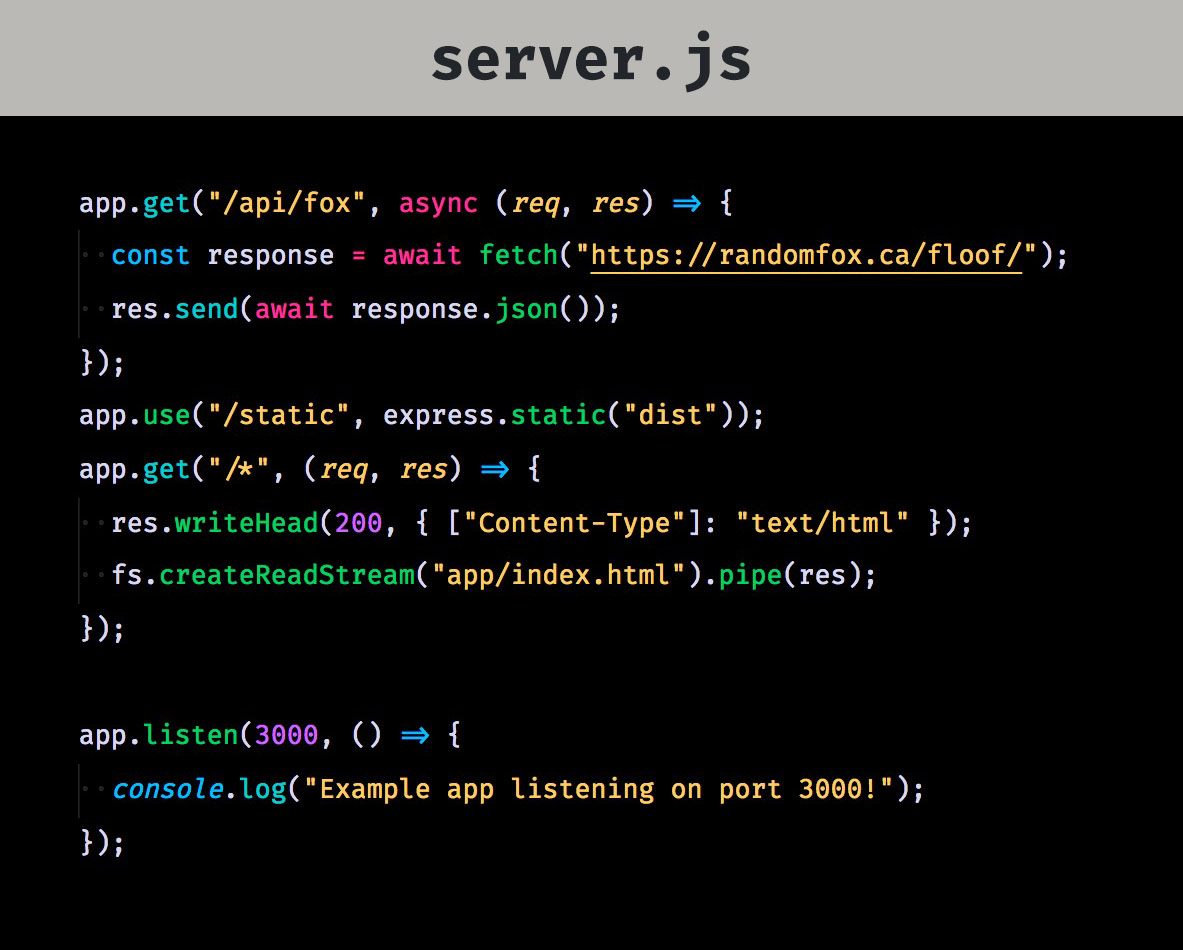 server.js
app.get("/api/fox", async (req, res) => {
  const response = await fetch("https://randomfox.ca/floof/");
  res.send(await response.json());
});
app.use("/static", express.static("dist"));
app.get("/*", (req, res) => {
  res.writeHead(200, { ["Content-Type"]: "text/html" });
  fs.createReadStream("app/index.html").pipe(res);
});
app.listen(3000, () => {
  console.log("Example app listening on port 3000!");
});